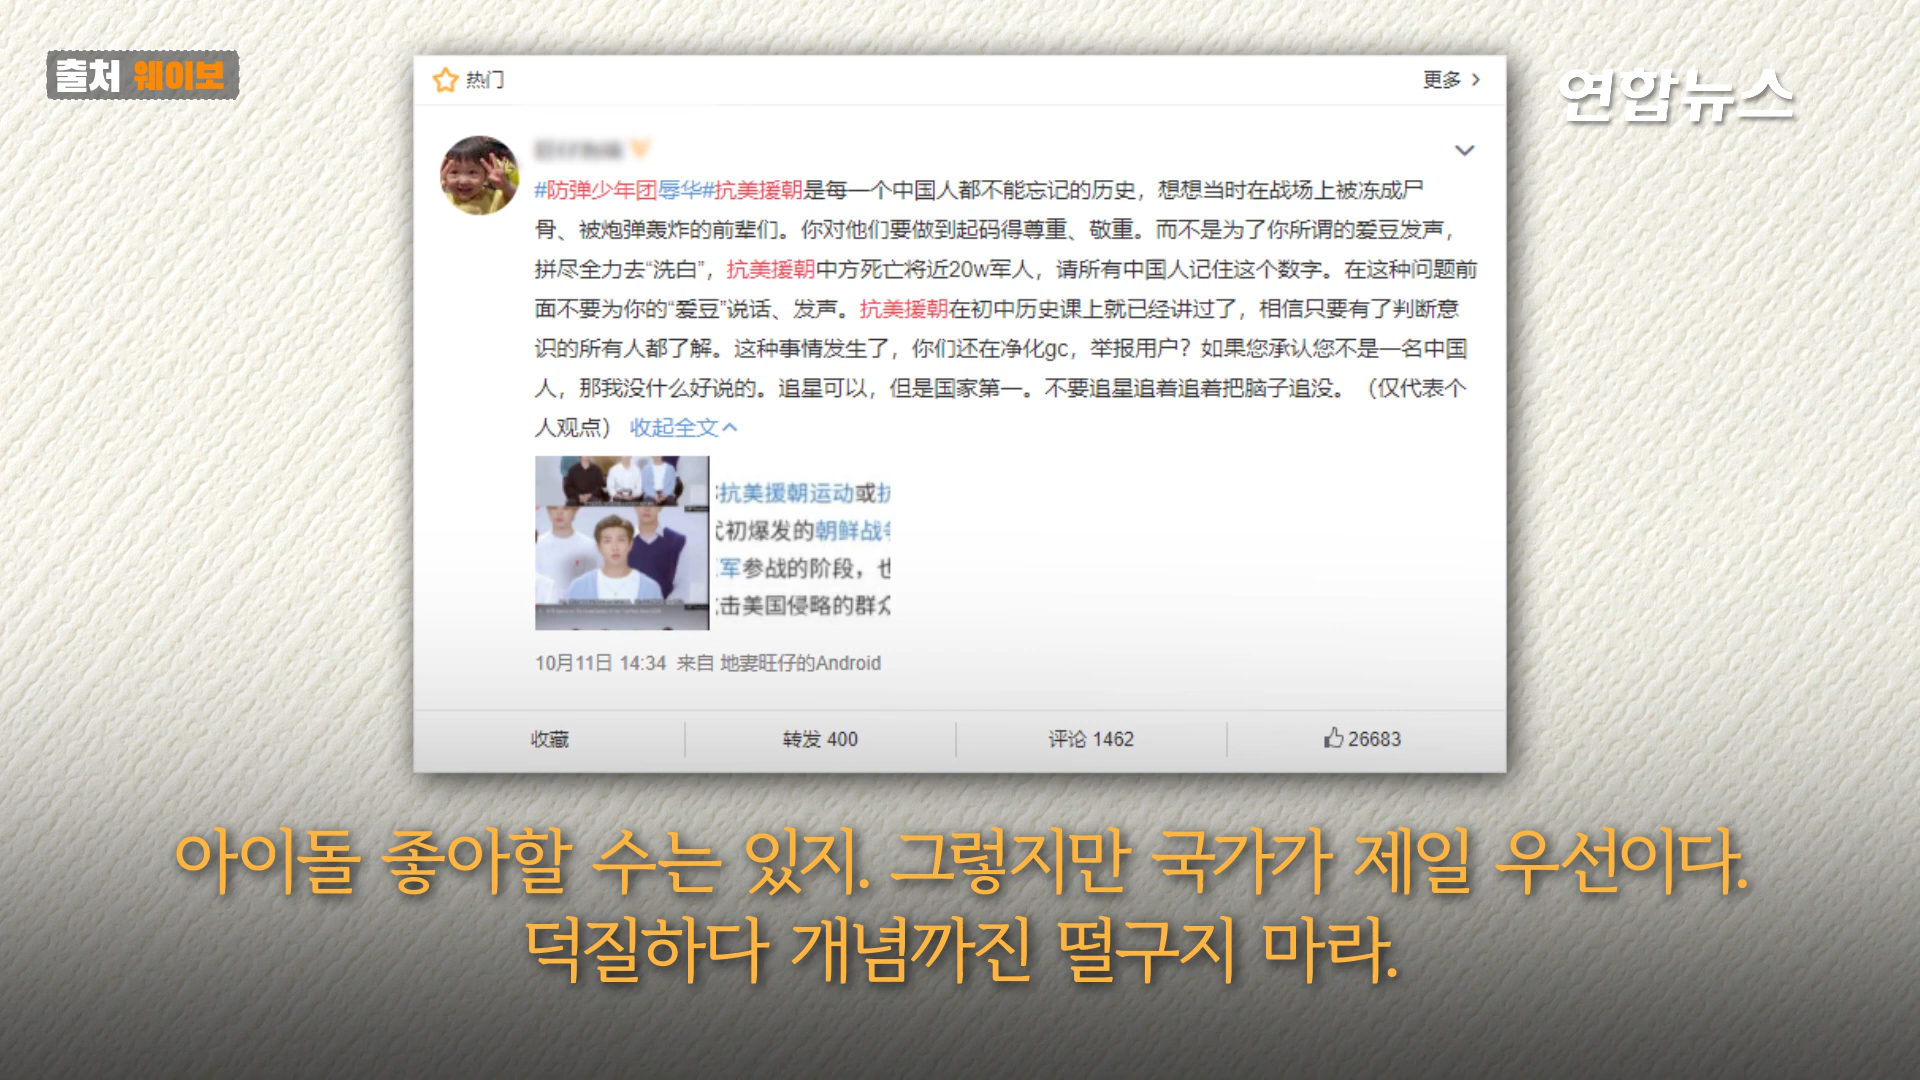 출처 웨이보
연합뉴스
热门
更多
#防弹少年团辱华#抗美援朝是每一个中国人都不能忘记的历史，想想当时在战场上被冻成尸
骨、被炮弹轰炸的前辈们。你对他们要做到起码得尊重、敬重。而不是为了你所谓的爱豆发声，
拼尽全力去“洗白”，抗美援朝中方死亡将近20w军人，请所有中国人记住这个数字。在这种问题前
面不要为你的“爱豆”说话、发声。抗美援朝在初中历史课上就已经讲过了，相信只要有了判断意
识的所有人都了解。这种事情发生了，你们还在净化gc，举报用户？如果您承认您不是一名中国
人，那我没什么好说的。追星可以，但是国家第一。不要追星追着追着把脑子追没。（仅代表个
人观点） 收起全文
抗美援朝运动或抗
初爆发的朝鲜战争
军参战的阶段，也
击美国侵略的群众
10月11日 14:34 来自 地妻旺仔的Android
收藏
转发 400
评论 1462
26683
아이돌 좋아할 수는 있지. 그렇지만 국가가 제일 우선이다.
덕질하다 개념까진 떨구지 마라.